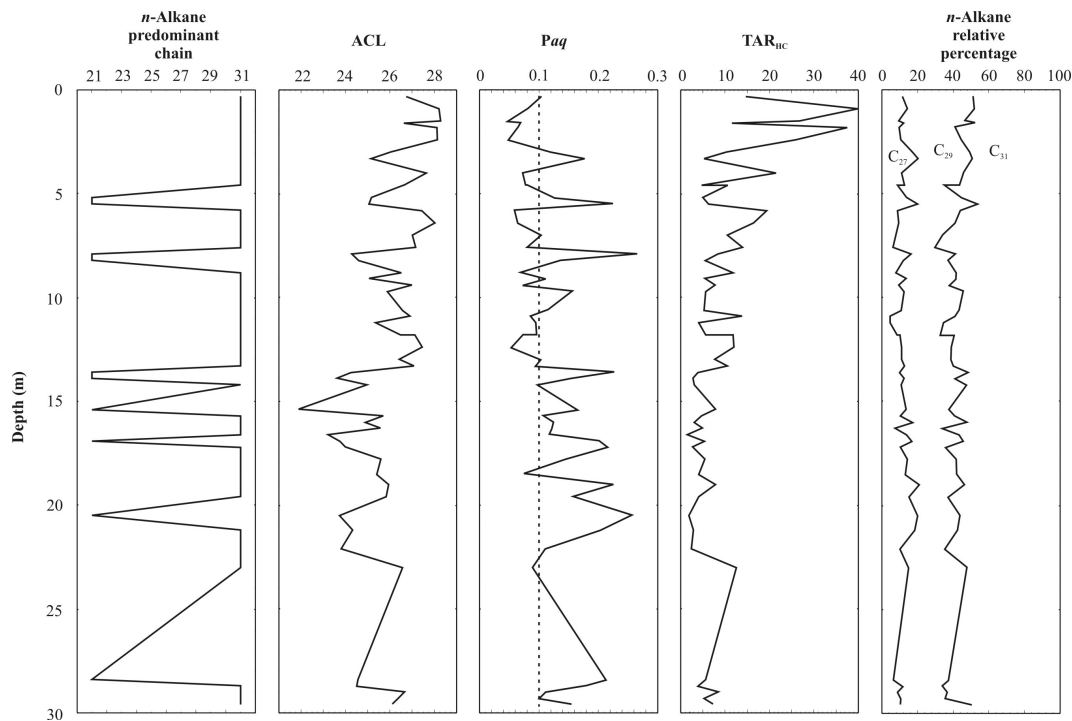 n-Alkane
predominant
chain
21 23 25 27 29 31
ACL
22 24 26 28
Paq
0 0.1 0.2 0.3
TAR HC
0 10 20 30 40
n-Alkane
relative
percentage
0 20 40 60 80 100
Depth (m)
0
5
10
15
20
25
30
C27 C29 C31